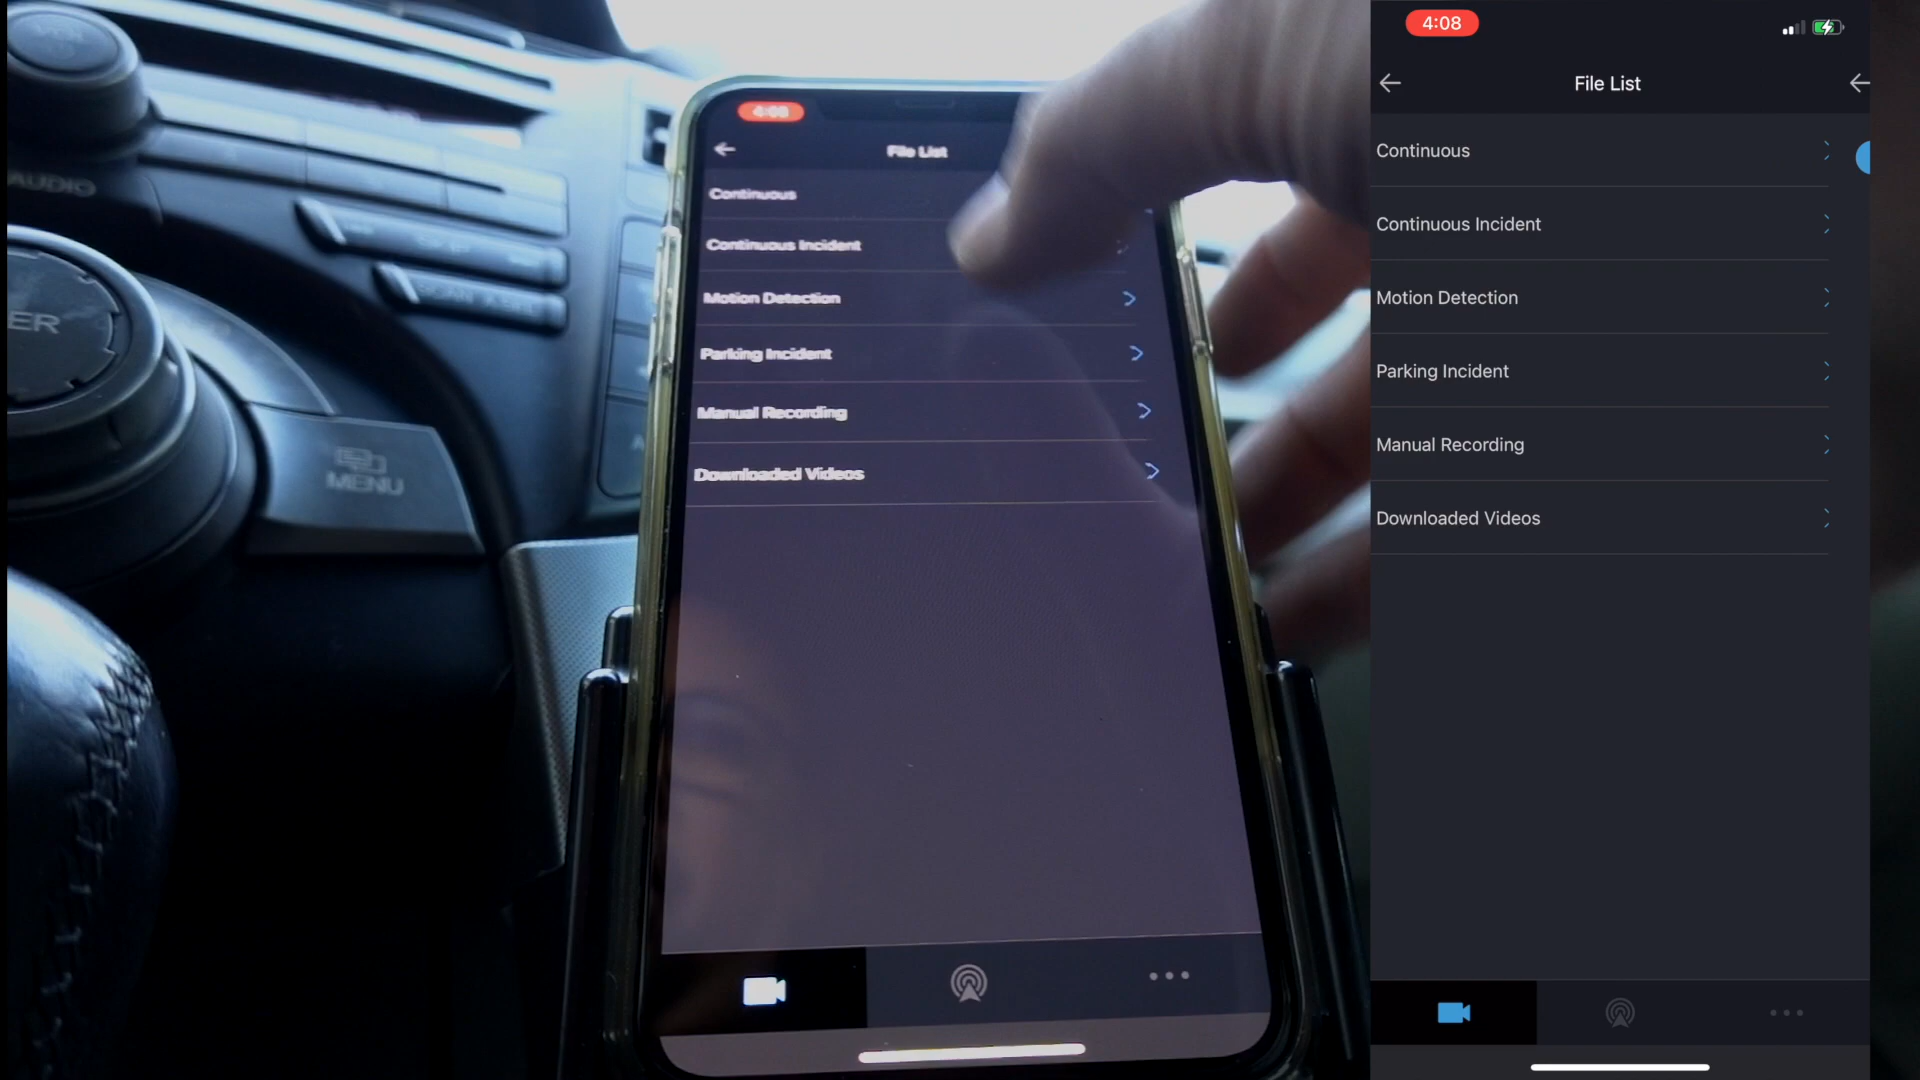 AUDIO
ER
MENU
4:08
File List
Continuous
Continuous Incident
Motion Detection
Parking Incident
Manual Recording
Downloaded Videos
4:08
File List
Continuous
Continuous Incident
Motion Detection
Parking Incident
Manual Recording
Downloaded Videos